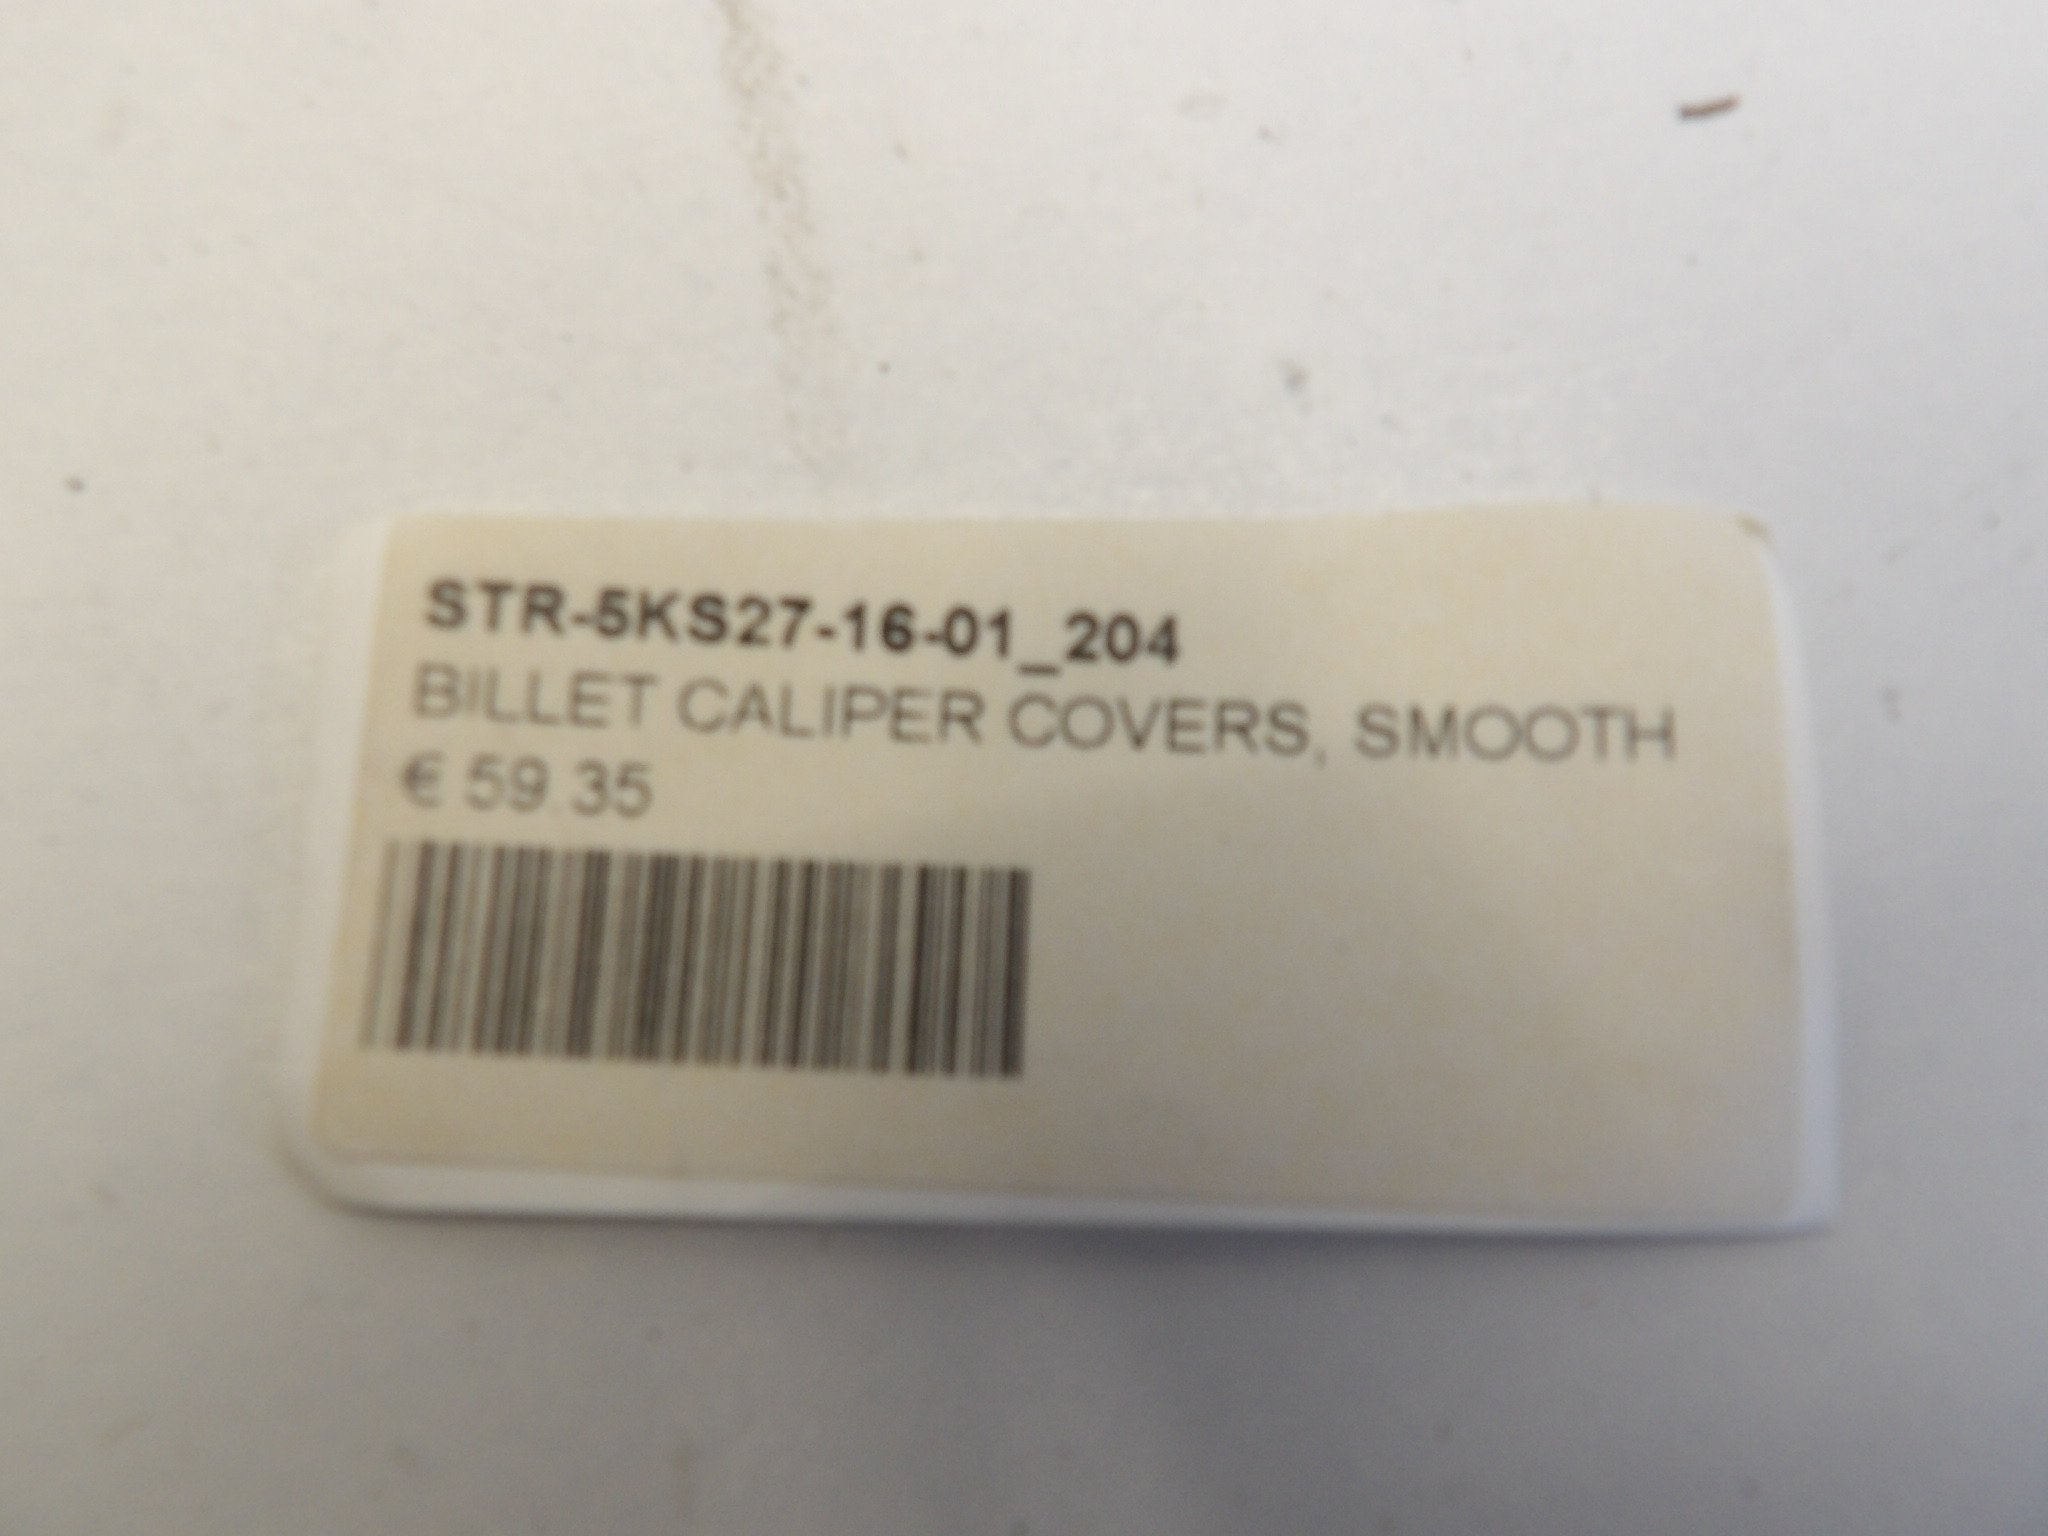 STR-5KS27-16-01_204
BILLET CALIPER COVERS, SMOOTH
€ 59.35